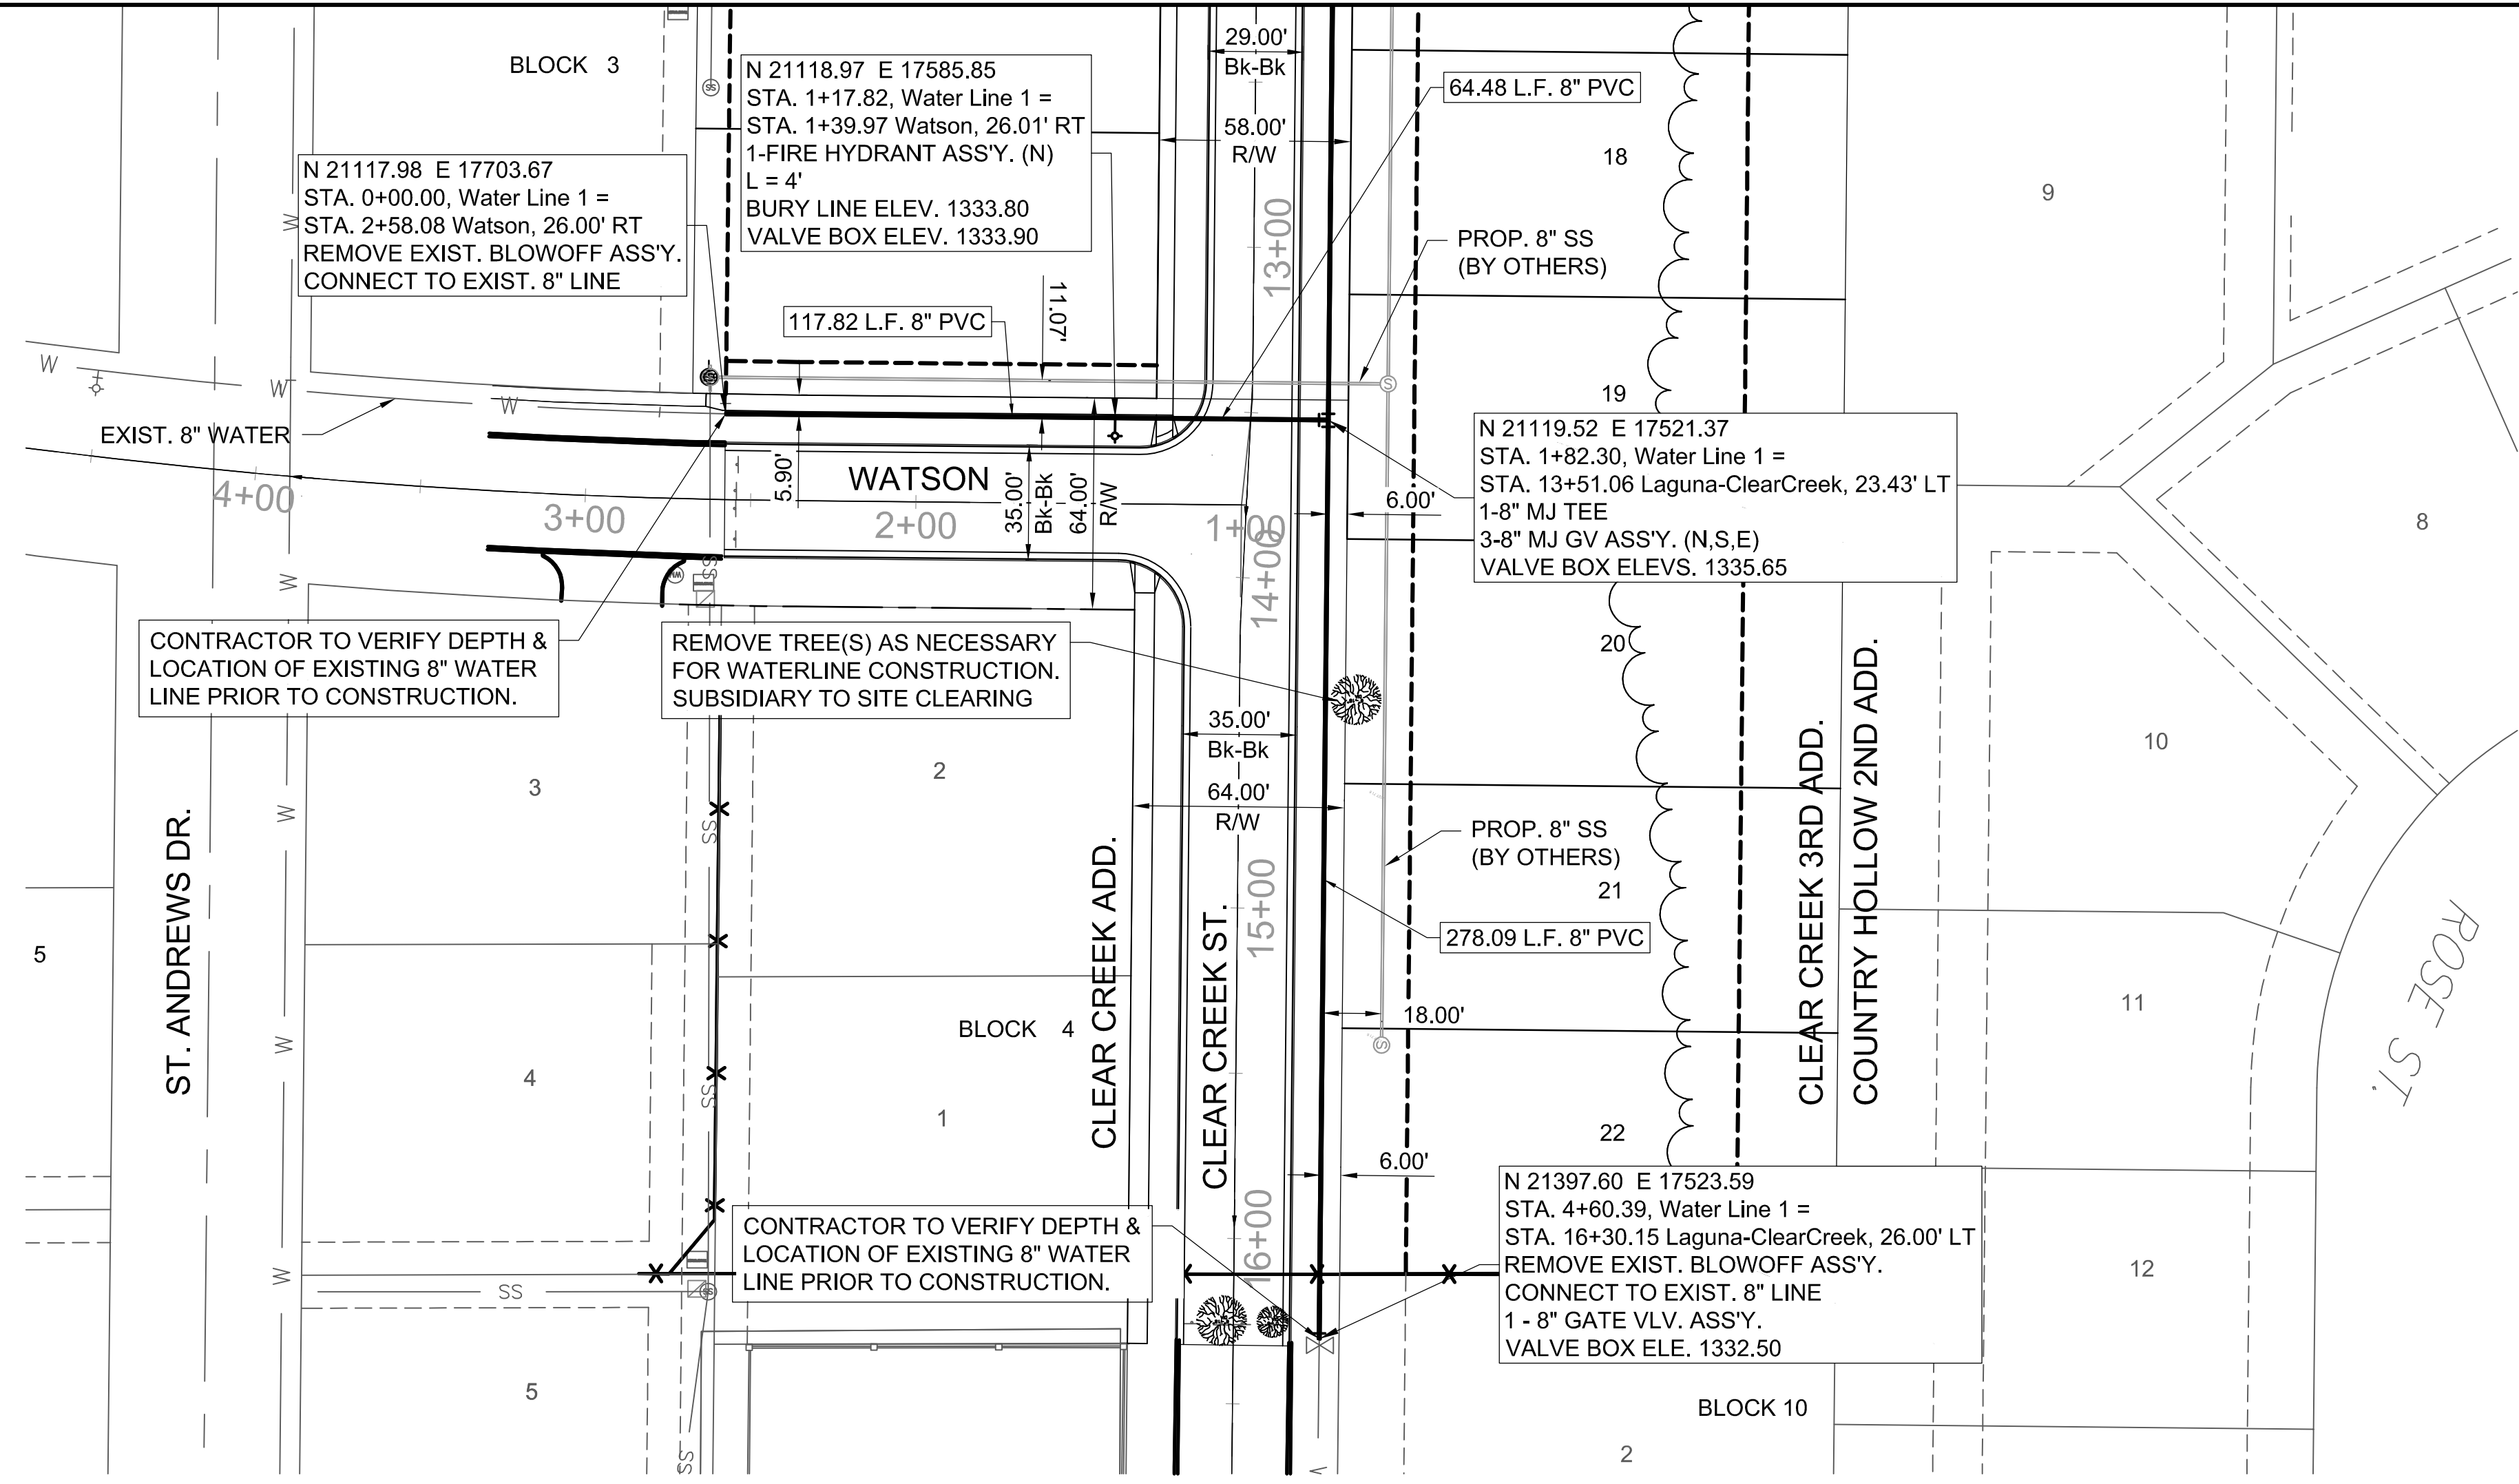 BLOCK 3
N 21118.97 E 17585.85
STA. 1+17.82, Water Line 1 =
STA. 1+39.97 Watson, 26.01' RT
1-FIRE HYDRANT ASS'Y. (N)
L = 4'
BURY LINE ELEV. 1333.80
VALVE BOX ELEV. 1333.90
29.00'
Bk-Bk
58.00'
R/W
64.48 L.F. 8" PVC
N 21117.98 E 17703.67
STA. 0+00.00, Water Line 1 =
STA. 2+58.08 Watson, 26.00' RT
REMOVE EXIST. BLOWOFF ASS'Y.
CONNECT TO EXIST. 8" LINE
18
9
13+00
PROP. 8" SS
(BY OTHERS)
117.82 L.F. 8" PVC
11.07'
SS
W
W
W
W
W
19
EXIST. 8" WATER
N 21119.52 E 17521.37
STA. 1+82.30, Water Line 1 =
STA. 13+51.06 Laguna-ClearCreek, 23.43' LT
1-8" MJ TEE
3-8" MJ GV ASS'Y. (N,S,E)
VALVE BOX ELEVS. 1335.65
WATSON
5.90'
35.00'
Bk-Bk
64.00'
R/W
6.00'
4+00
3+00
2+00
1+00
8
14+00
S
SS
WH
W
CONTRACTOR TO VERIFY DEPTH &
LOCATION OF EXISTING 8" WATER
LINE PRIOR TO CONSTRUCTION.
REMOVE TREE(S) AS NECESSARY
FOR WATERLINE CONSTRUCTION.
SUBSIDIARY TO SITE CLEARING
20
35.00'
Bk-Bk
64.00'
R/W
10
3
2
W
SS
PROP. 8" SS
(BY OTHERS)
21
ST. ANDREWS DR.
CLEAR CREEK ADD.
CLEAR CREEK ST.
15+00
278.09 L.F. 8" PVC
CLEAR CREEK 3RD ADD.
COUNTRY HOLLOW 2ND ADD.
ROSE ST.
5
11
18.00'
S
BLOCK 4
W
4
SS
1
22
6.00'
N 21397.60 E 17523.59
STA. 4+60.39, Water Line 1 =
STA. 16+30.15 Laguna-ClearCreek, 26.00' LT
REMOVE EXIST. BLOWOFF ASS'Y.
CONNECT TO EXIST. 8" LINE
1 - 8" GATE VLV. ASS'Y.
VALVE BOX ELE. 1332.50
CONTRACTOR TO VERIFY DEPTH &
LOCATION OF EXISTING 8" WATER
LINE PRIOR TO CONSTRUCTION.
16+00
12
W
SS
SS
5
BLOCK 10
2
SS